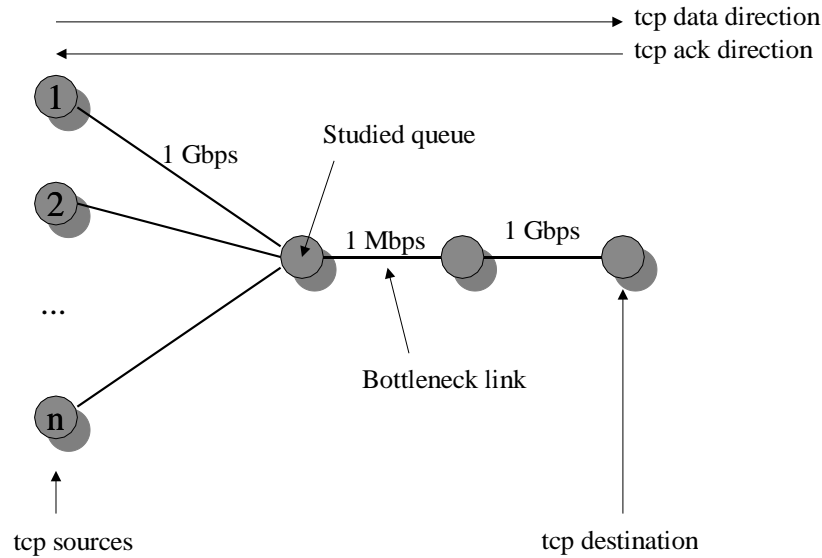 tcp data direction
tcp ack direction
1
Studied queue
1 Gbps
2
1 Mbps
1 Gbps
...
Bottleneck link
n
tcp sources
tcp destination